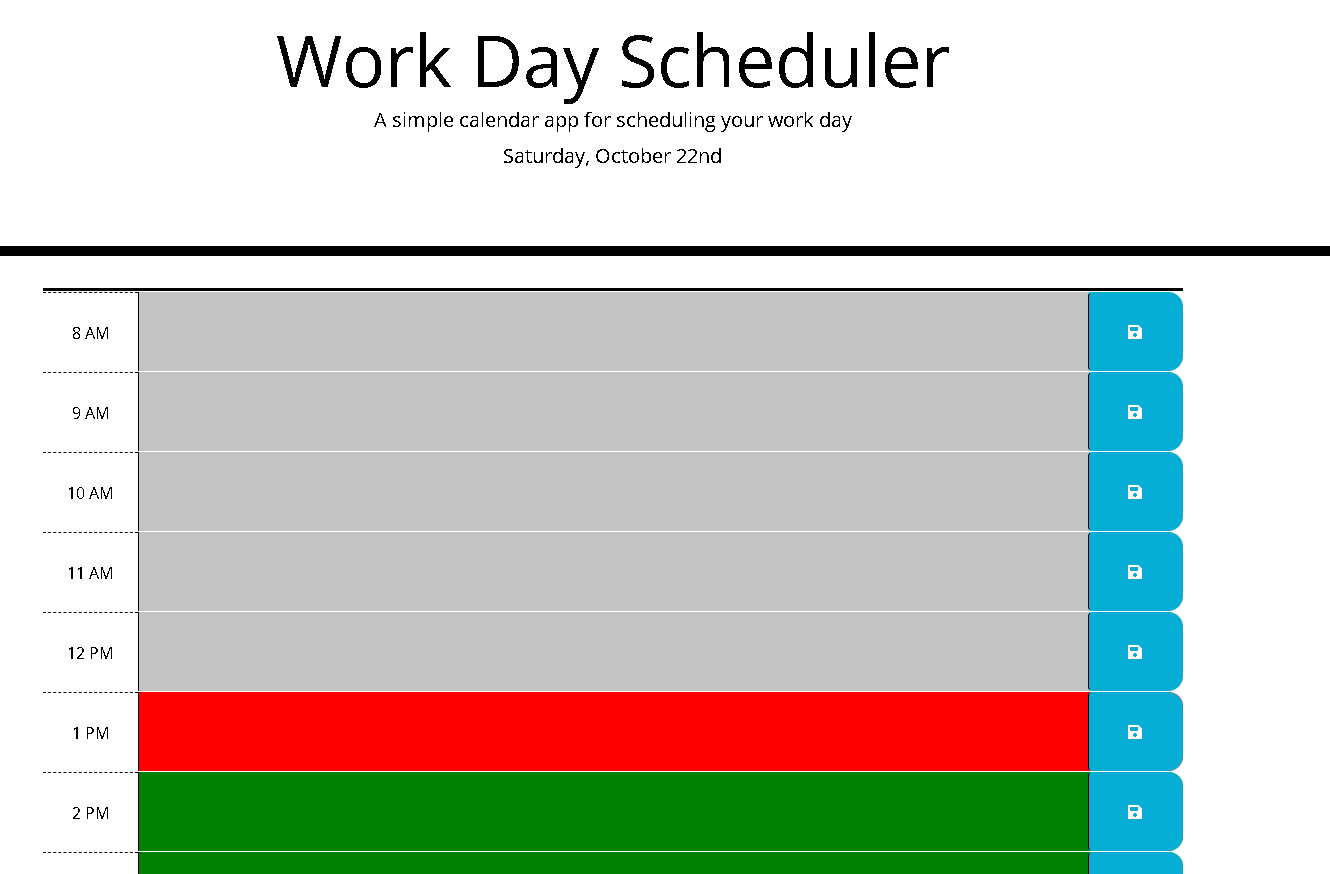 Work Day Scheduler
A simple calendar app for scheduling your work day
Saturday, October 22nd
8 AM
9 AM
10 AM
11 AM
12 PM
1 PM
2 PM